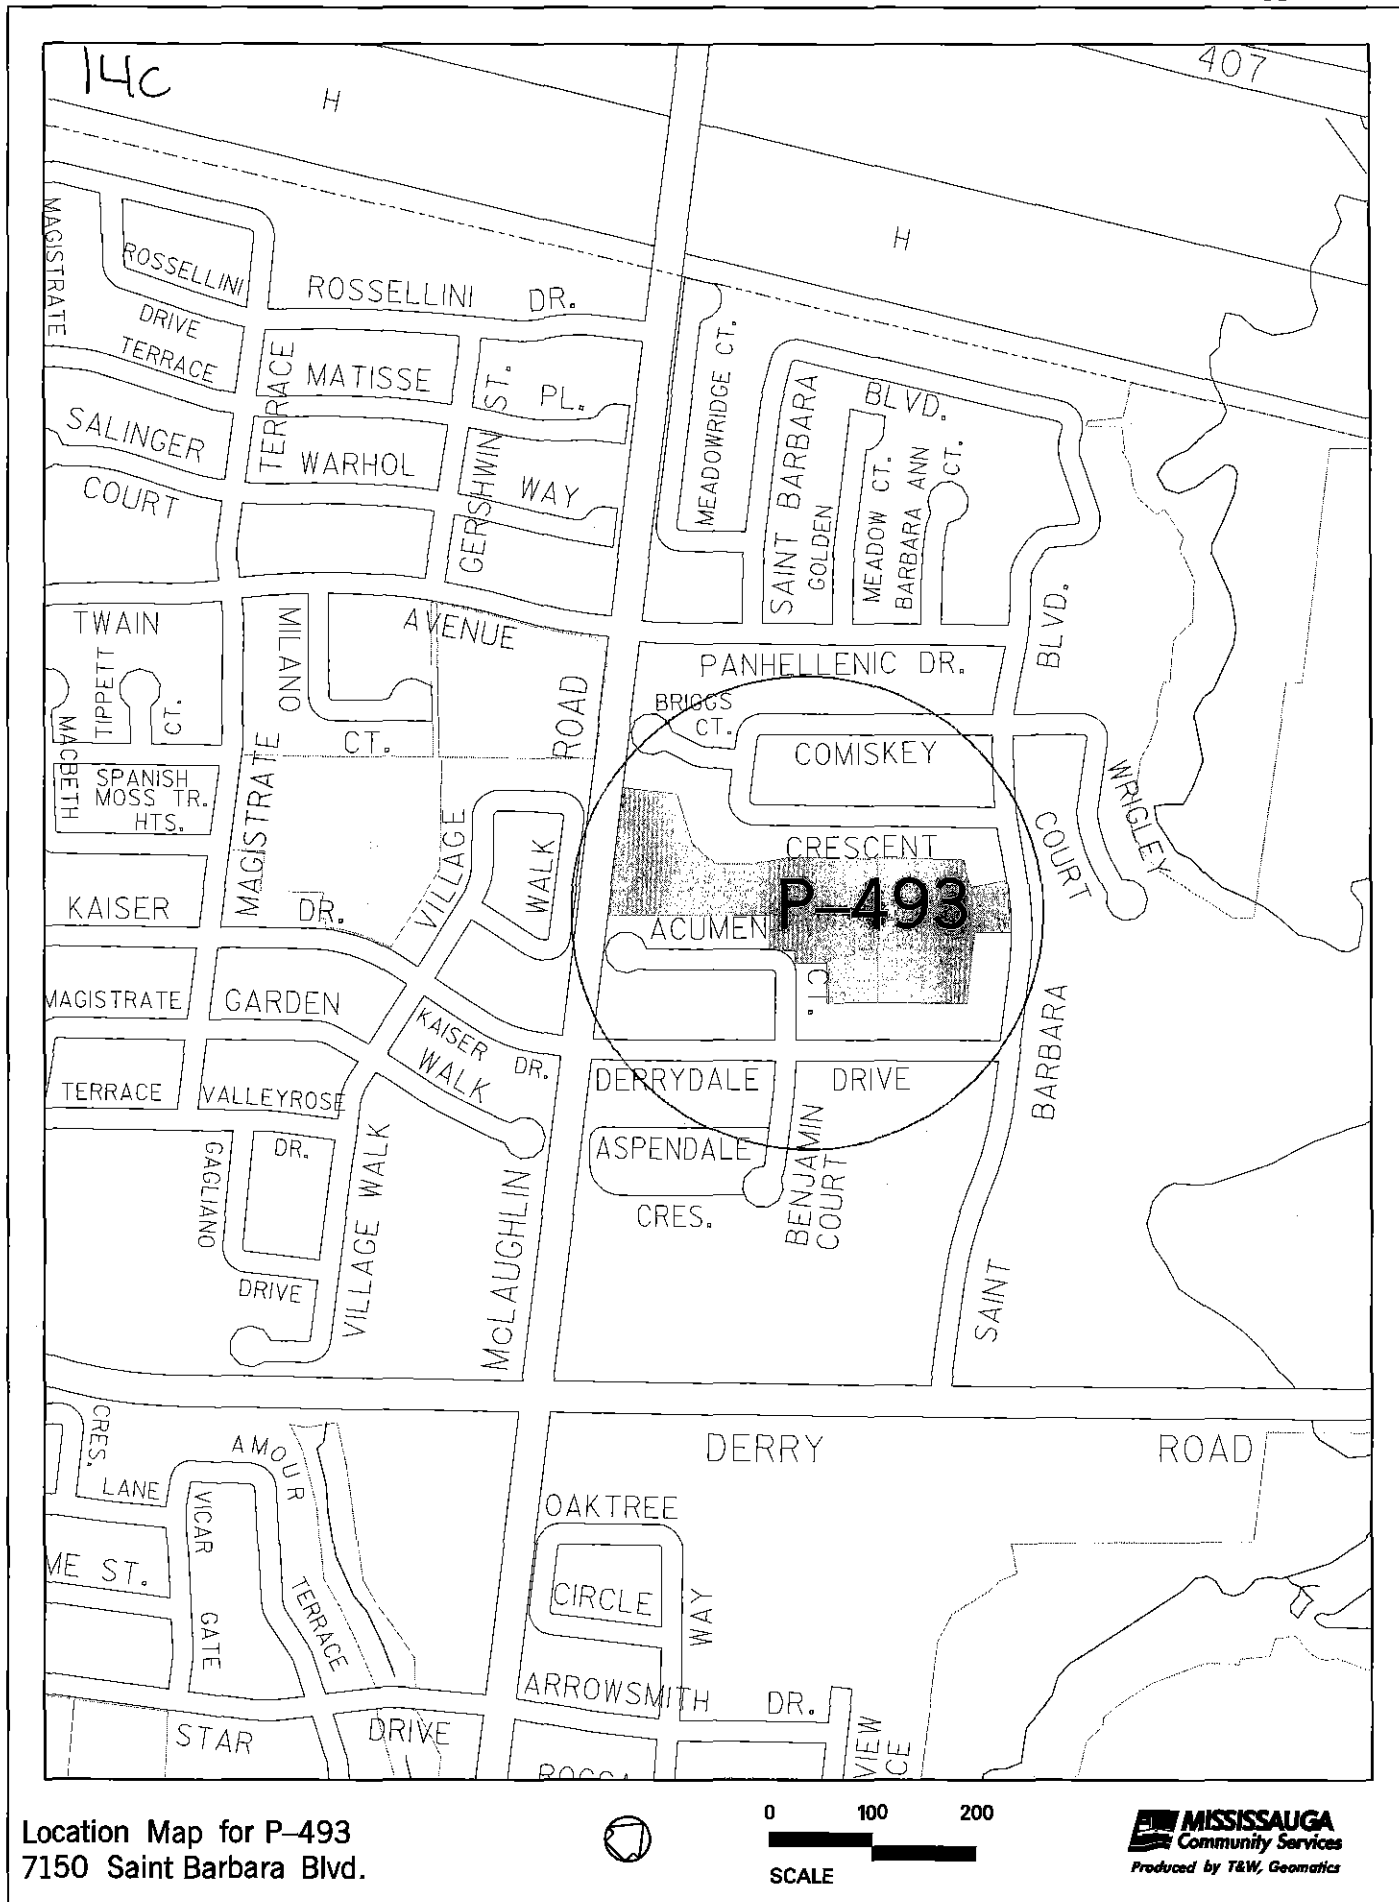 14C
407
H
H
MAGISTRATE
ROSSELLINI
DRIVE
TERRACE
ROSSELLINI DR.
TERRACE
MATISSE
ST.
PL.
MEADOWRIDGE CT.
SAINT BARBARA
BLVD.
GOLDEN
MEADOW CT.
BARBARA ANN
CT.
SALINGER
COURT
WARHOL
GERSHWIN
WAY
TWAIN
MILANO
AVENUE
PANHELLENIC DR.
BLVD.
TIPPETT
CT.
MACBETH
CT.
ROAD
BRIGGS
CT.
COMISKEY
SPANISH
MOSS TR.
HTS.
MAGISTRATE
VILLAGE
WALK
CRESCENT
COURT
WRIGLEY
KAISER
DR.
P-493
ACUMEN
CT.
MAGISTRATE
GARDEN
KAISER
WALK
DR.
BARBARA
TERRACE
VALLEYROSE
DR.
DERRYDALE
DRIVE
GAGLIANO
VILLAGE WALK
ASPENDALE
CRES.
BENJAMIN
COURT
DRIVE
McLAUGHLIN
SAINT
CRES.
AMOUR
DERRY ROAD
LANE
VICAR
OAKTREE
ME ST.
TERRACE
CIRCLE
WAY
GATE
ARROWSMITH DR.
STAR
DRIVE
VIEW
CE
Location Map for P-493
7150 Saint Barbara Blvd.
0 100 200
SCALE
MISSISSAUGA
Community Services
Produced by T&W, Geomatics